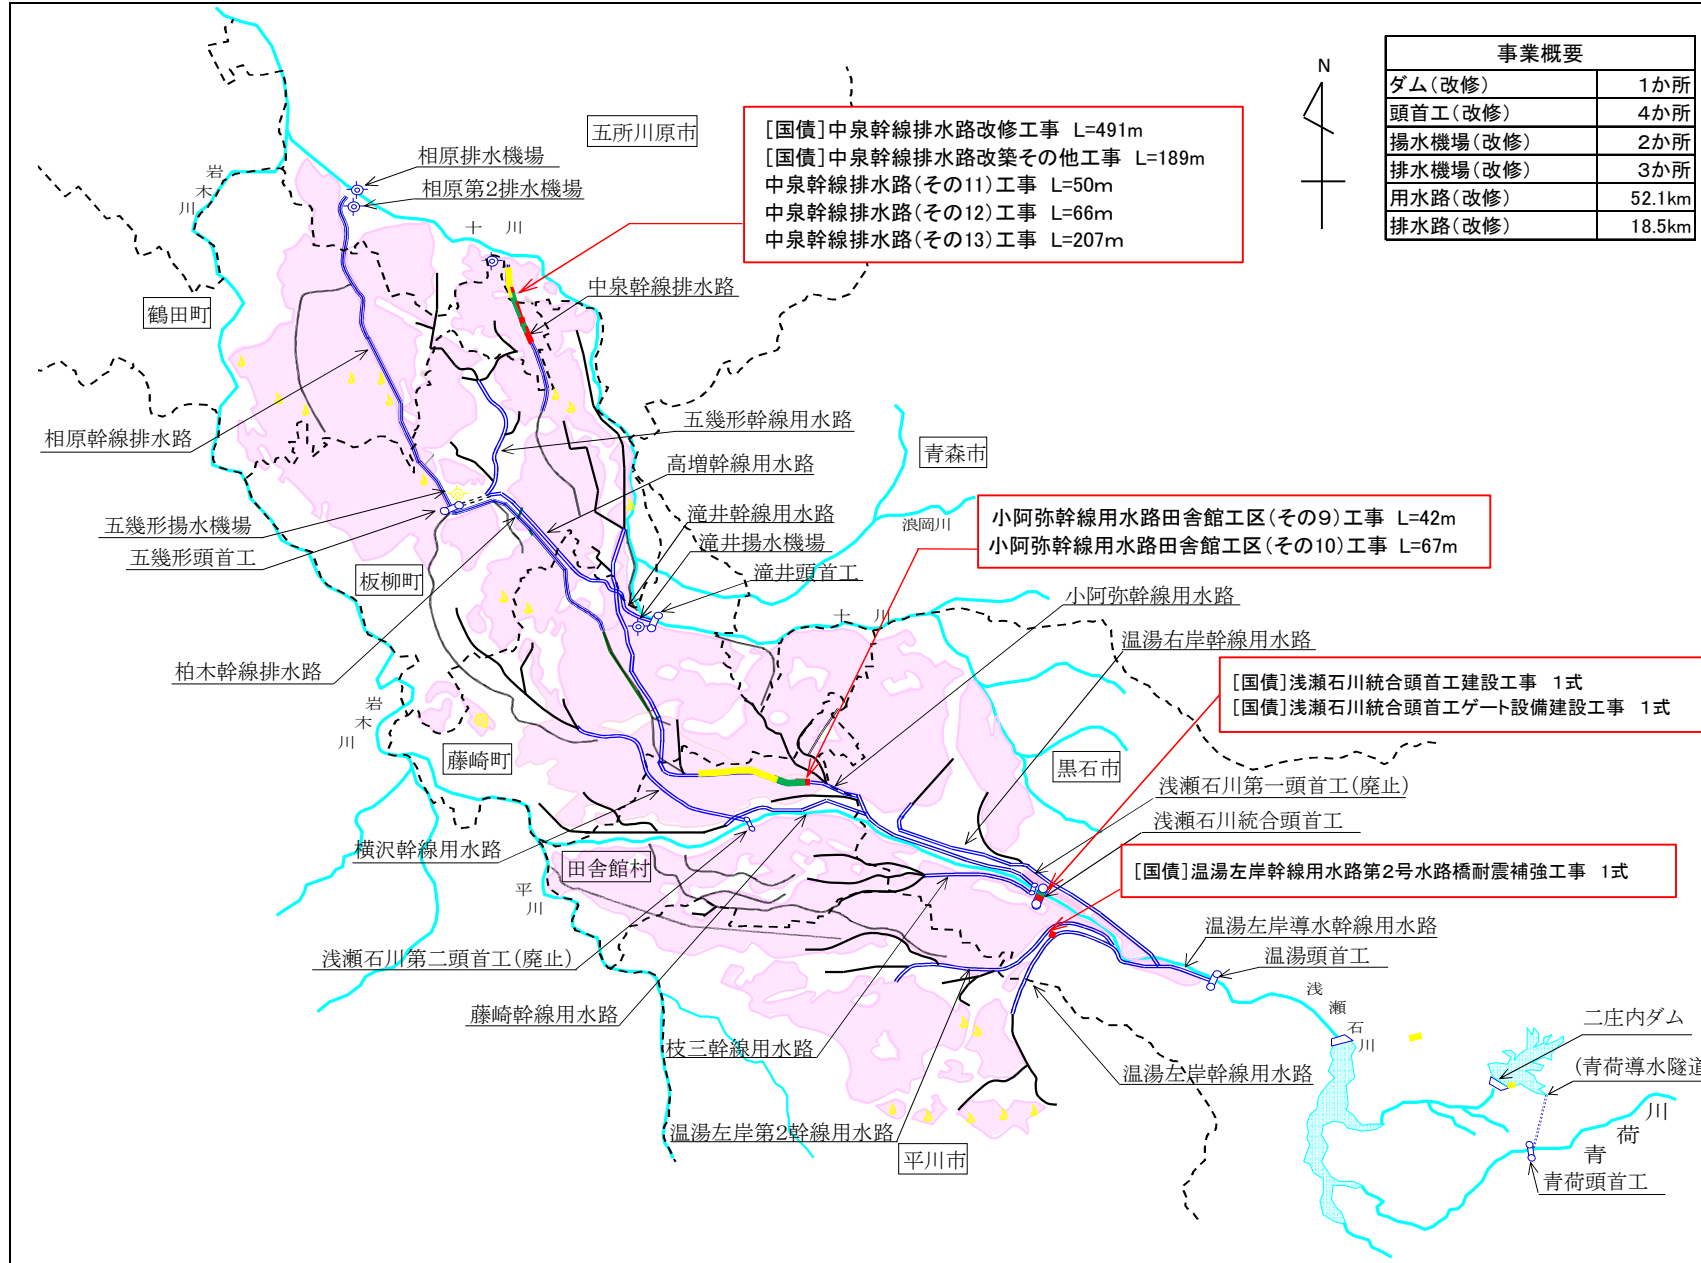 事業概要
ダム(改修) 1か所
頭首工(改修) 4か所
揚水機場(改修) 2か所
排水機場(改修) 3か所
用水路(改修) 52.1km
排水路(改修) 18.5km
N
[国債]中泉幹線排水路改修工事 L=491m
[国債]中泉幹線排水路改築その他工事 L=189m
中泉幹線排水路(その11)工事 L=50m
中泉幹線排水路(その12)工事 L=66m
中泉幹線排水路(その13)工事 L=207m
五所川原市
相原排水機場
相原第2排水機場
岩木川
十川
中泉幹線排水路
鶴田町
相原幹線排水路
五幾形幹線用水路
高増幹線用水路
青森市
浪岡川
滝井幹線用水路
滝井揚水機場
滝井頭首工
五幾形揚水機場
五幾形頭首工
板柳町
小阿弥幹線用水路田舎館工区(その9)工事 L=42m
小阿弥幹線用水路田舎館工区(その10)工事 L=67m
小阿弥幹線用水路
十川
温湯右岸幹線用水路
柏木幹線排水路
岩木川
[国債]浅瀬石川統合頭首工建設工事 1式
[国債]浅瀬石川統合頭首工ゲート設備建設工事 1式
藤崎町
黒石市
浅瀬石川第一頭首工(廃止)
浅瀬石川統合頭首工
横沢幹線用水路
田舎館村
[国債]温湯左岸幹線用水路第2号水路橋耐震補強工事 1式
平川
温湯左岸導水幹線用水路
温湯頭首工
浅瀬石川第二頭首工(廃止)
浅瀬石川
藤崎幹線用水路
二庄内ダム
枝三幹線用水路
(青荷導水隧道
温湯左岸幹線用水路
温湯左岸第2幹線用水路
平川市
青荷川
青荷頭首工